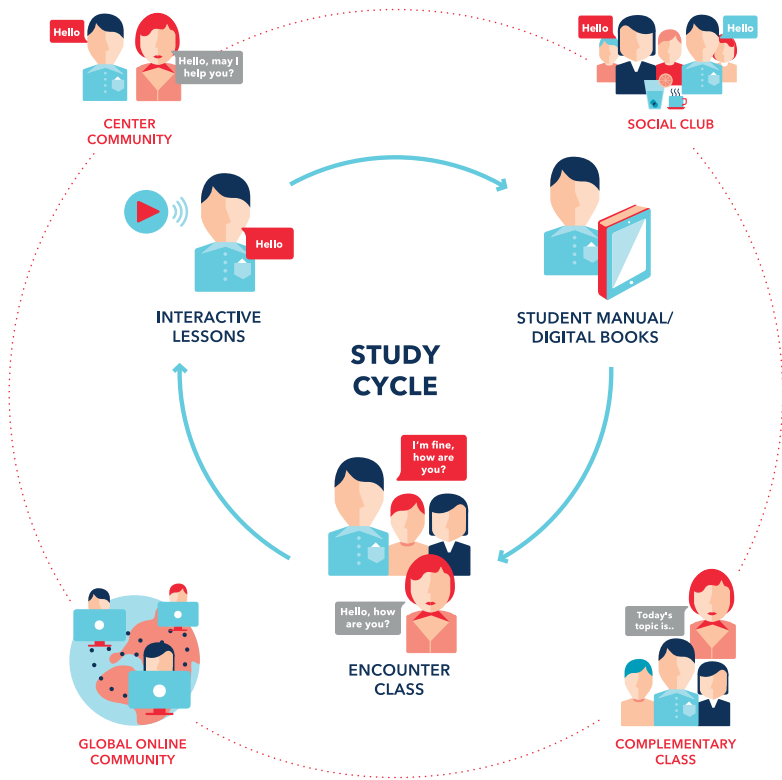 Hello
Hello, may I
help you?
CENTER
COMMUNITY
Hello
Hello
SOCIAL CLUB
Hello
INTERACTIVE
LESSONS
STUDENT MANUAL/
DIGITAL BOOKS
STUDY
CYCLE
I'm fine,
how are
you?
Hello, how
are you?
ENCOUNTER
CLASS
GLOBAL ONLINE
COMMUNITY
Today's
topic is..
COMPLEMENTARY
CLASS